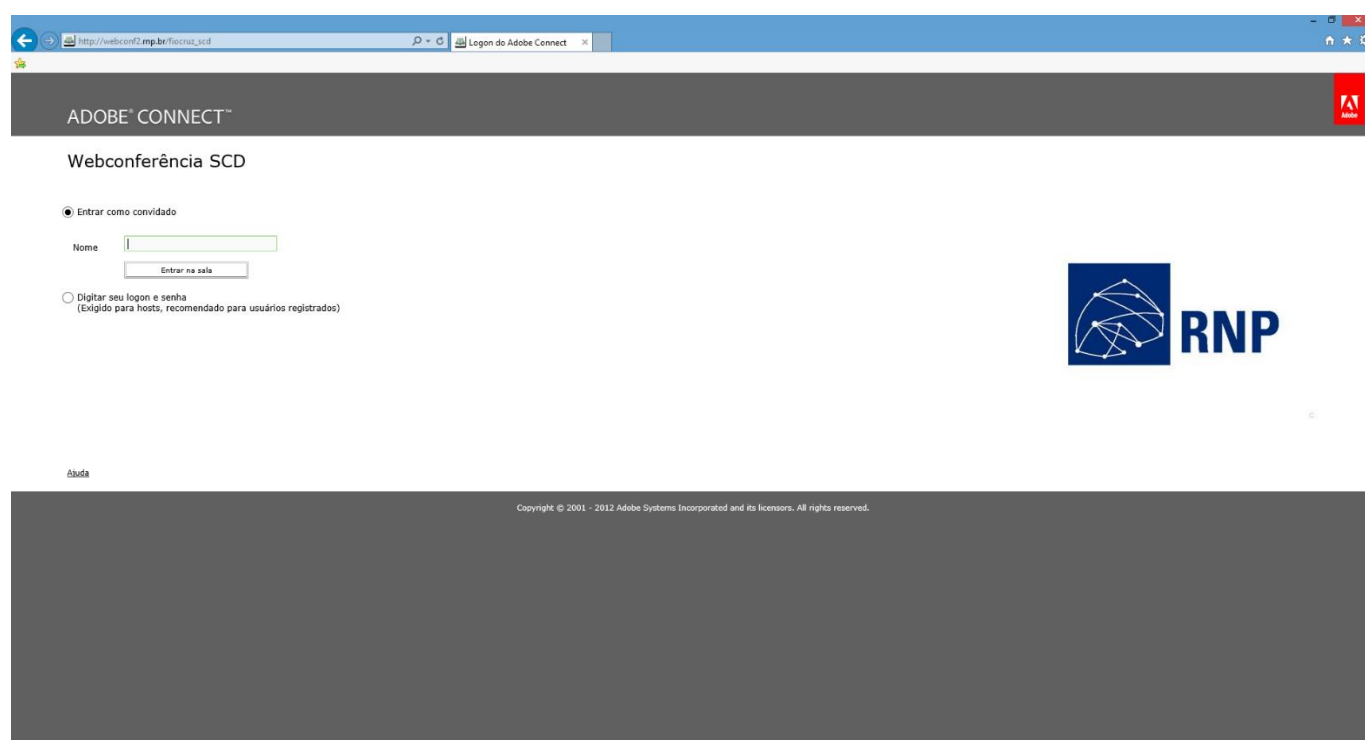 http://webconf2.rnp.br/fiocruz_scd
Logon do Adobe Connect
ADOBE® CONNECT™
Adobe
Webconferência SCD
Entrar como convidado
Nome
Entrar na sala
Digitar seu logon e senha
(Exigido para hosts, recomendado para usuários registrados)
RNP
c
Ajuda
Copyright © 2001 - 2012 Adobe Systems Incorporated and its licensors. All rights reserved.